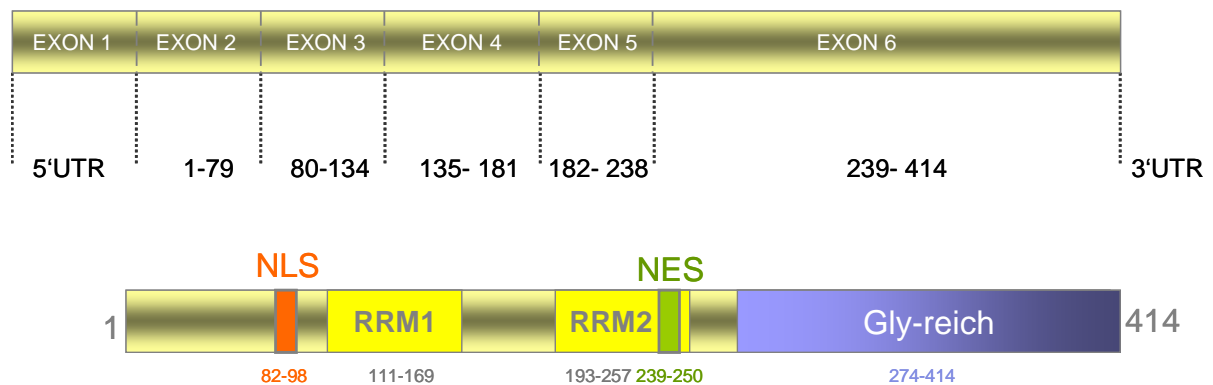 EXON 1 EXON 2 EXON 3 EXON 4 EXON 5 EXON 6
5‘UTR 1-79 80-134 135- 181 182- 238 239- 414 3‘UTR
NLS NES
1 RRM1 RRM2 Gly-reich 414
82-98 111-169 193-257 239-250 274-414